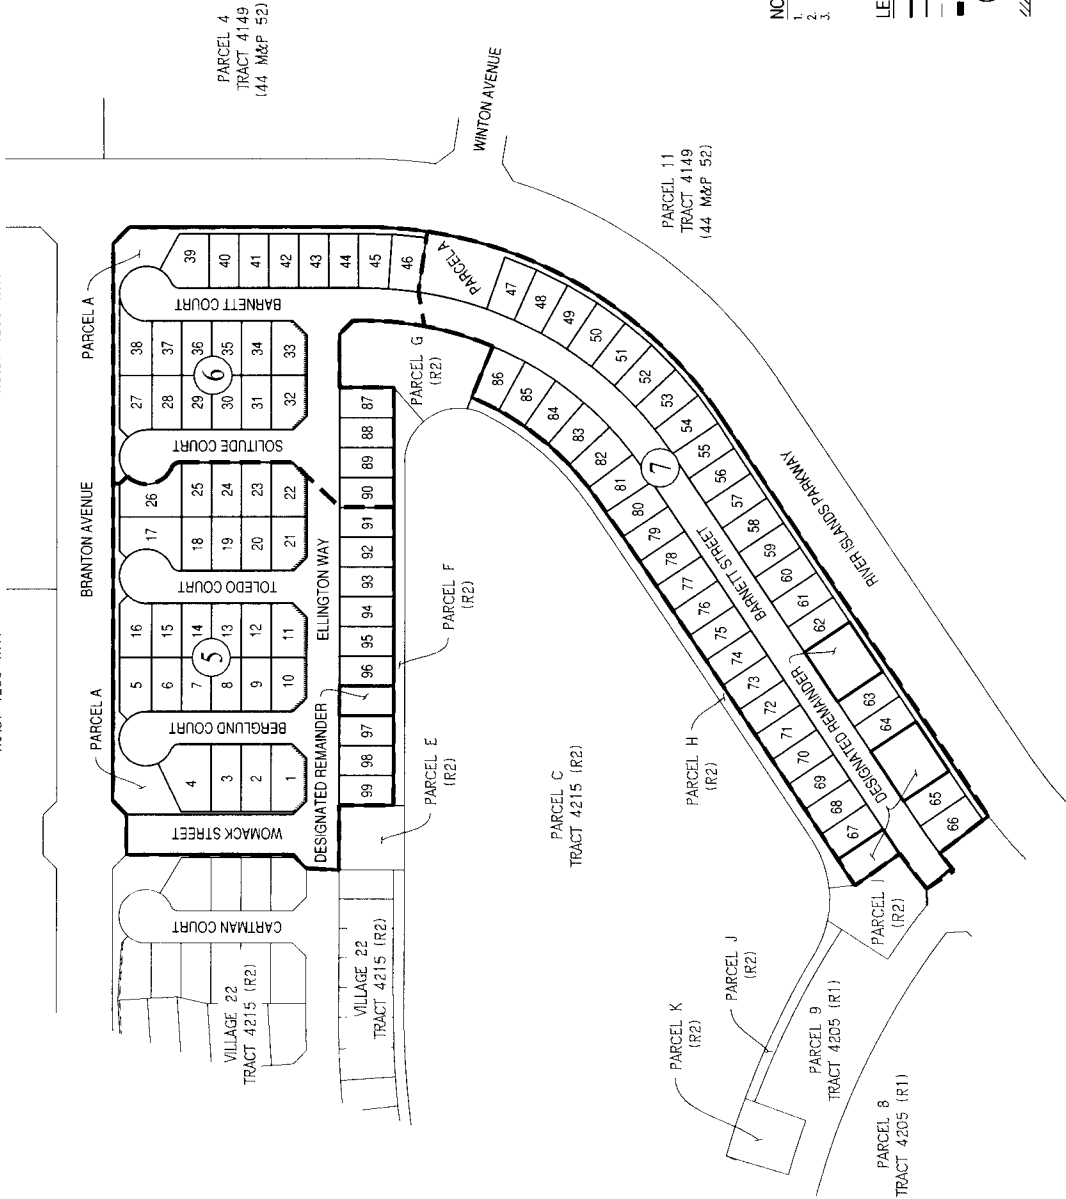 PARCEL 4
TRACT 4149
(44 M&P 52)
NO
1.
2.
3.
LE
WINTON AVENUE
PARCEL 11
TRACT 4149
(44 M&P 52)
PARCEL A
BRANTON AVENUE
PARCEL A
PARCEL A
39
40
41
42
43
44
45
46
BARNETT COURT
38
37
36
35
34
33
6
27
28
29
30
31
32
SOLITUDE COURT
26
25
24
23
22
17
18
19
20
21
TOLEDO COURT
16
15
14
13
12
11
5
5
6
7
8
9
10
BERGLUND COURT
4
3
2
1
WOMACK STREET
CARTMAN COURT
VILLAGE 22
TRACT 4215 (R2)
ELLINGTON WAY
DESIGNATED REMAINDER
87
88
89
90
91
92
93
94
95
96
97
98
99
VILLAGE 22
TRACT 4215 (R2)
PARCEL G
(R2)
PARCEL F
(R2)
PARCEL E
(R2)
PARCEL C
TRACT 4215 (R2)
PARCEL H
(R2)
47
48
49
50
51
52
53
54
55
56
57
58
59
60
61
62
63
64
65
66
86
85
84
83
82
81
80
79
78
77
76
75
74
73
72
71
70
69
68
67
7
BARNETT STREET
DESIGNATED REMAINDER
RIVER ISLANDS PARKWAY
PARCEL I
(R2)
PARCEL J
(R2)
PARCEL K
(R2)
PARCEL 9
TRACT 4205 (R1)
PARCEL 8
TRACT 4205 (R1)